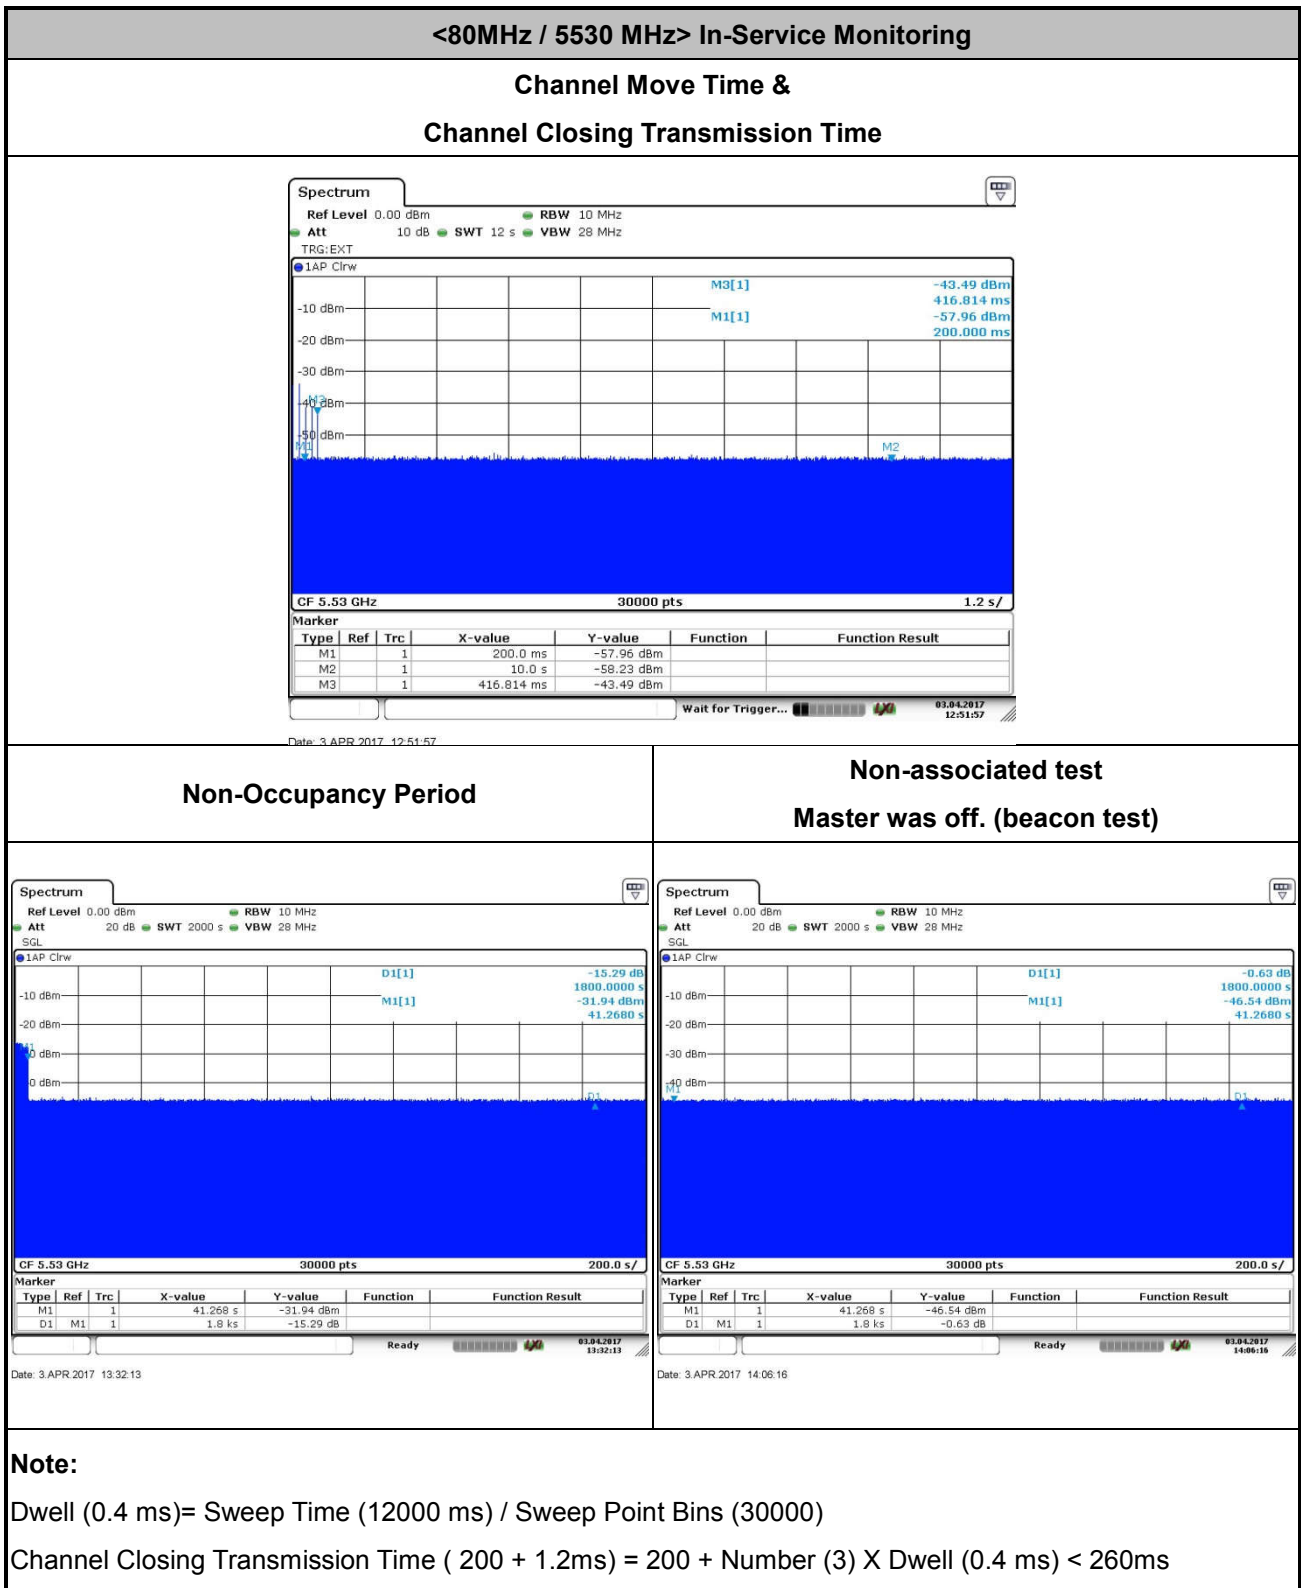 <80MHz / 5530 MHz> In-Service Monitoring
Channel Move Time &
Channel Closing Transmission Time
Spectrum
Ref Level 0.00 dBm RBW 10 MHz
Att 10 dB SWT 12 s VBW 28 MHz
TRG:EXT
1AP Clrw
M3[1] -43.49 dBm
416.814 ms
-10 dBm
M1[1] -57.96 dBm
200.000 ms
-20 dBm
-30 dBm
-40 dBm
M3
-50 dBm
M1
M2
CF 5.53 GHz 30000 pts 1.2 s/
Marker
Type Ref Trc X-value Y-value Function Function Result
M1 1 200.0 ms -57.96 dBm
M2 1 10.0 s -58.23 dBm
M3 1 416.814 ms -43.49 dBm
Wait for Trigger... LXI 03.04.2017
12:51:57
Date: 3.APR.2017 12:51:57
Non-Occupancy Period
Non-associated test
Master was off. (beacon test)
Spectrum
Ref Level 0.00 dBm RBW 10 MHz
Att 20 dB SWT 2000 s VBW 28 MHz
SGL
1AP Clrw
D1[1] -15.29 dB
1800.0000 s
-10 dBm
M1[1] -31.94 dBm
41.2680 s
-20 dBm
M1
0 dBm
0 dBm
D1
CF 5.53 GHz 30000 pts 200.0 s/
Marker
Type Ref Trc X-value Y-value Function Function Result
M1 1 41.268 s -31.94 dBm
D1 M1 1 1.8 ks -15.29 dB
Ready LXI 03.04.2017
13:32:13
Date: 3.APR.2017 13:32:13
Spectrum
Ref Level 0.00 dBm RBW 10 MHz
Att 20 dB SWT 2000 s VBW 28 MHz
SGL
1AP Clrw
D1[1] -0.63 dB
1800.0000 s
-10 dBm
M1[1] -46.54 dBm
41.2680 s
-20 dBm
-30 dBm
-40 dBm
M1
D1
CF 5.53 GHz 30000 pts 200.0 s/
Marker
Type Ref Trc X-value Y-value Function Function Result
M1 1 41.268 s -46.54 dBm
D1 M1 1 1.8 ks -0.63 dB
Ready LXI 03.04.2017
14:06:16
Date: 3.APR.2017 14:06:16
Note:
Dwell (0.4 ms)= Sweep Time (12000 ms) / Sweep Point Bins (30000)
Channel Closing Transmission Time ( 200 + 1.2ms) = 200 + Number (3) X Dwell (0.4 ms) < 260ms